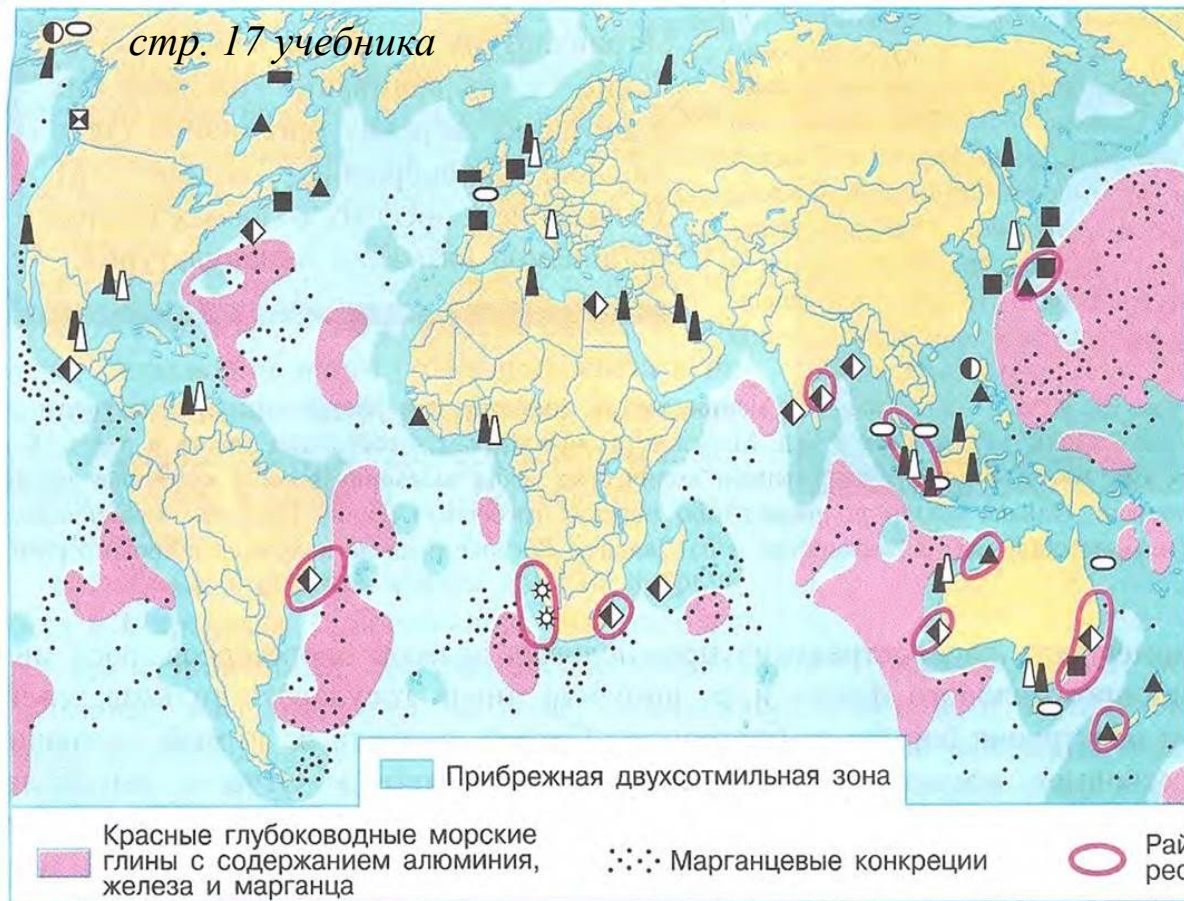 стр. 17 учебника
Прибрежная двухсотмильная зона
Красные глубоководные морские
глины с содержанием алюминия,
железа и марганца
Марганцевые конкреции